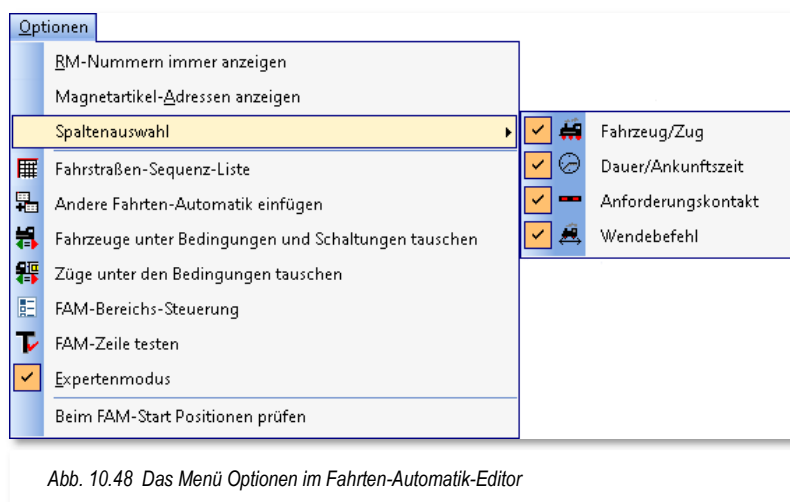 Optionen
RM-Nummern immer anzeigen
Magnetartikel-Adressen anzeigen
Spaltenauswahl
Fahrzeug/Zug
Dauer/Ankunftszeit
Anforderungskontakt
Wendebefehl
Fahrstraßen-Sequenz-Liste
Andere Fahrten-Automatik einfügen
Fahrzeuge unter Bedingungen und Schaltungen tauschen
Züge unter den Bedingungen tauschen
FAM-Bereichs-Steuerung
FAM-Zeile testen
Expertenmodus
Beim FAM-Start Positionen prüfen
Abb. 10.48 Das Menü Optionen im Fahrten-Automatik-Editor